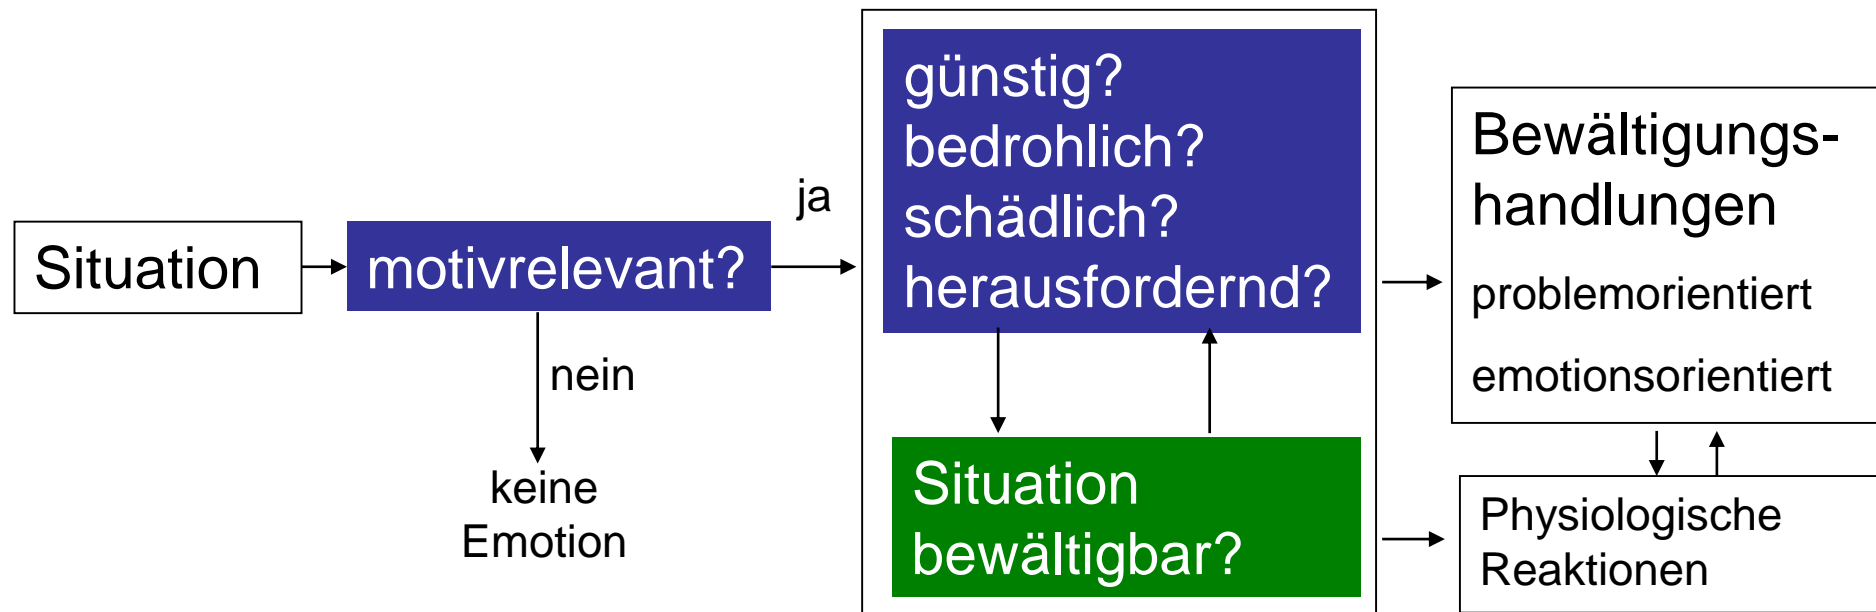 Situation
motivrelevant?
ja
nein
keine
Emotion
günstig?
bedrohlich?
schädlich?
herausfordernd?
Situation
bewältigbar?
Bewältigungs-
handlungen
problemorientiert
emotionsorientiert
Physiologische
Reaktionen